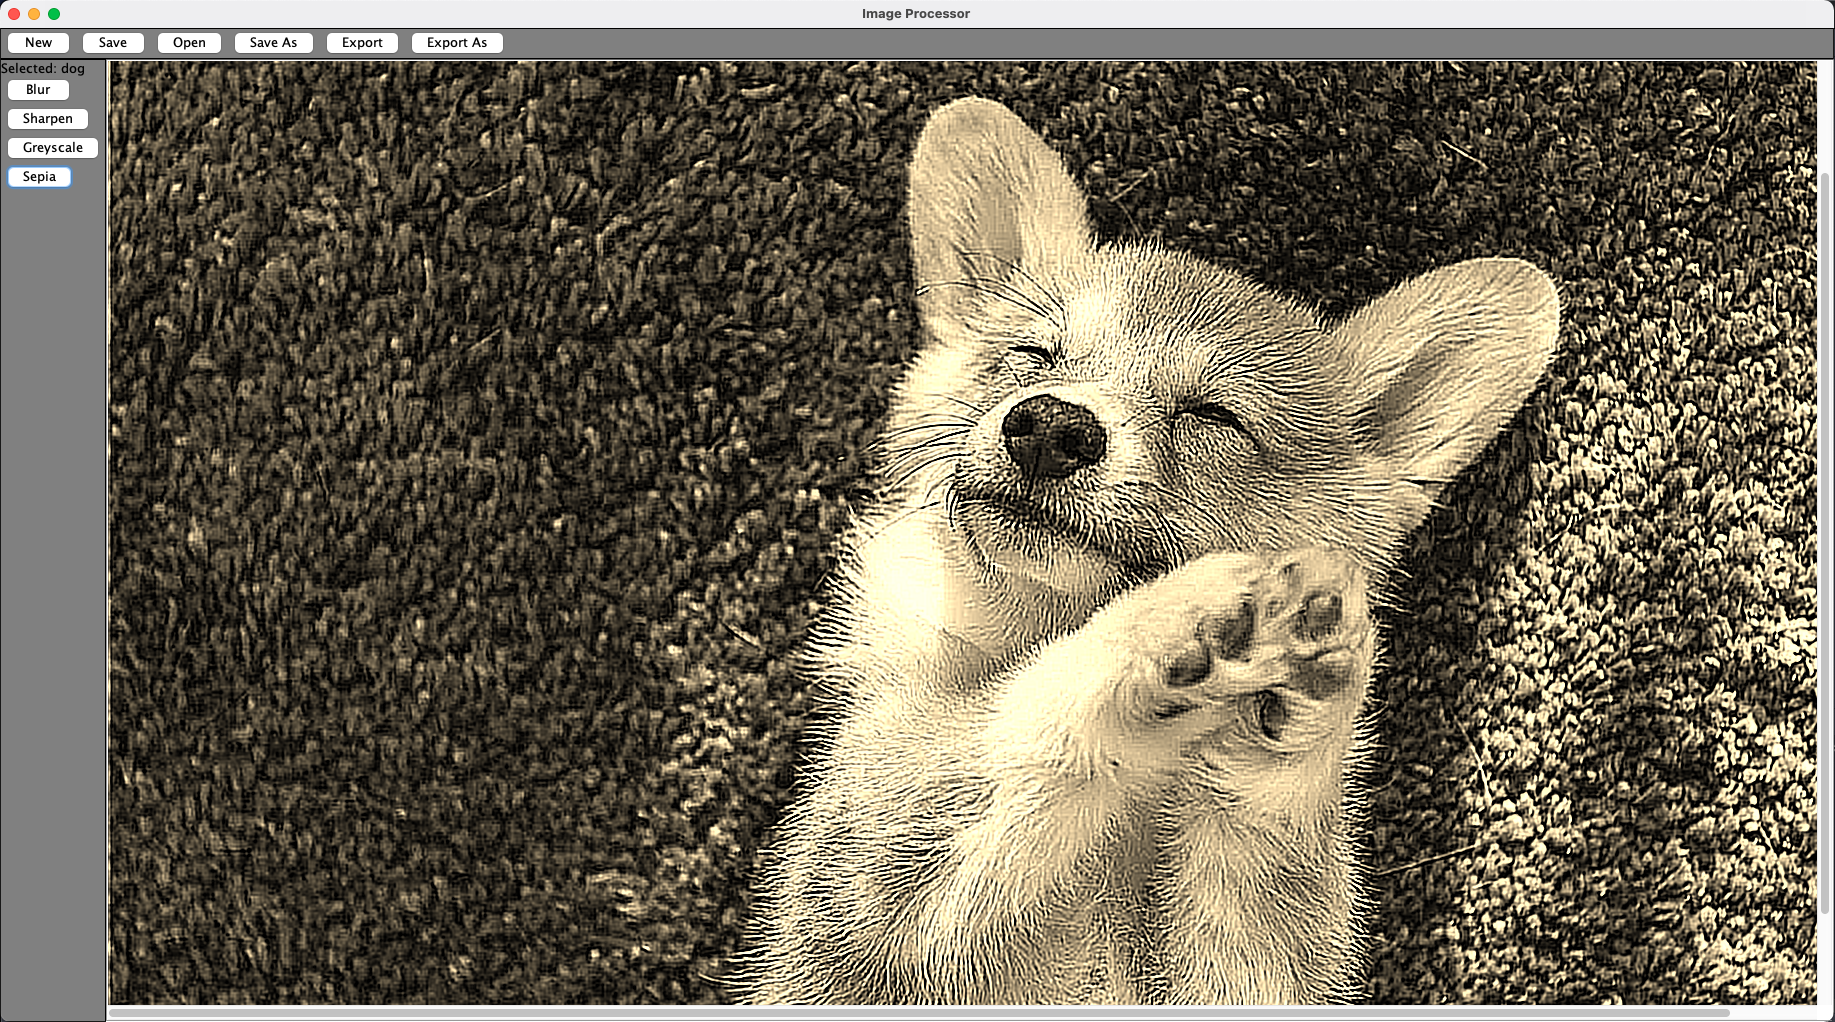 Image Processor
New Save Open Save As Export Export As
Selected: dog
Blur
Sharpen
Greyscale
Sepia